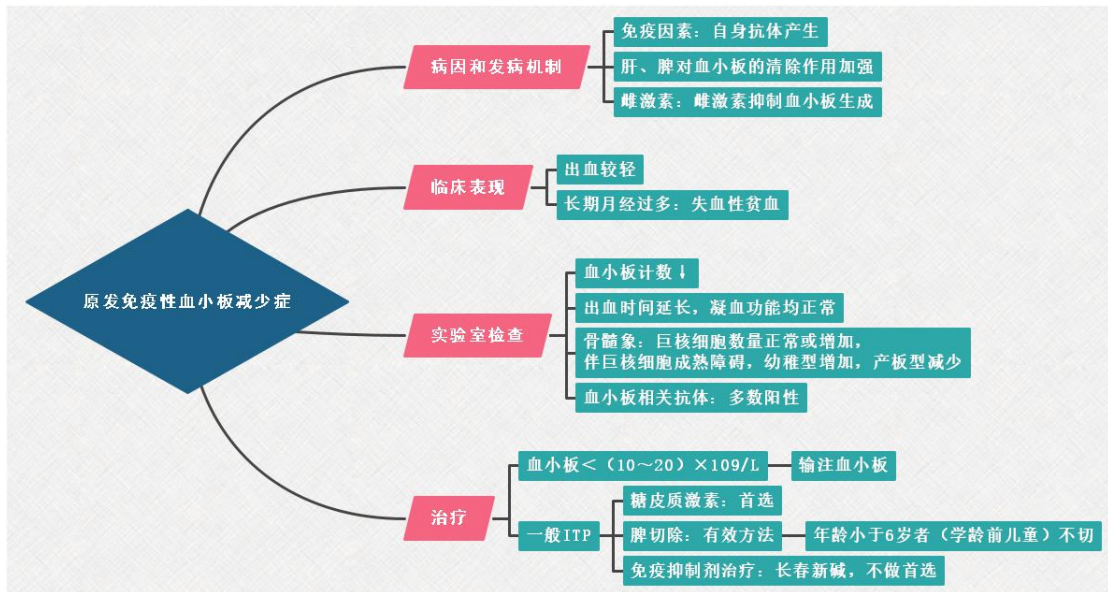 原发免疫性血小板减少症
病因和发病机制
免疫因素：自身抗体产生
肝、脾对血小板的清除作用加强
雌激素：雌激素抑制血小板生成
临床表现
出血较轻
长期月经过多：失血性贫血
实验室检查
血小板计数↓
出血时间延长，凝血功能均正常
骨髓象：巨核细胞数量正常或增加，
伴巨核细胞成熟障碍，幼稚型增加，产板型减少
血小板相关抗体：多数阳性
治疗
血小板＜（10～20）×109/L
输注血小板
一般ITP
糖皮质激素：首选
脾切除：有效方法
年龄小于6岁者（学龄前儿童）不切
免疫抑制剂治疗：长春新碱，不做首选